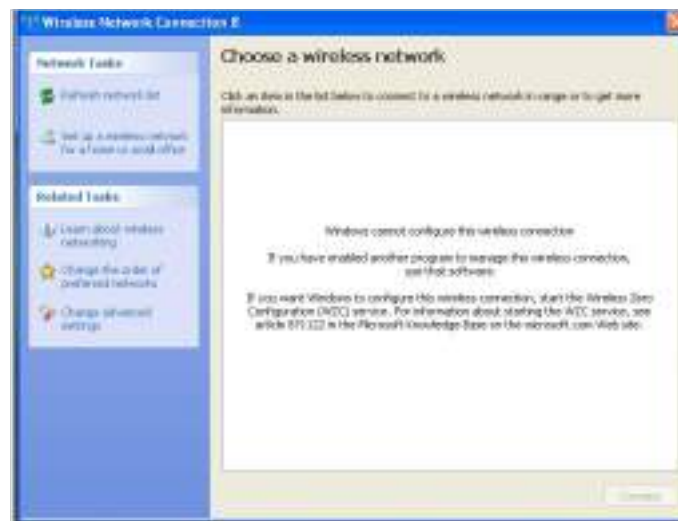 Wireless Network Connection 8
Network Tasks
Refresh network list
Set up a wireless network
for a home or small office
Related Tasks
Learn about wireless
networking
Change the order of
preferred networks
Change advanced
settings
Choose a wireless network
Click an item in the list below to connect to a wireless network in range or to get more
information.
Windows cannot configure this wireless connection
If you have enabled another program to manage this wireless connection,
use that software.
If you want Windows to configure this wireless connection, start the Wireless Zero
Configuration (WZC) service. For information about starting the WZC service, see
article 871122 in the Microsoft Knowledge Base on the microsoft.com Web site.
Connect